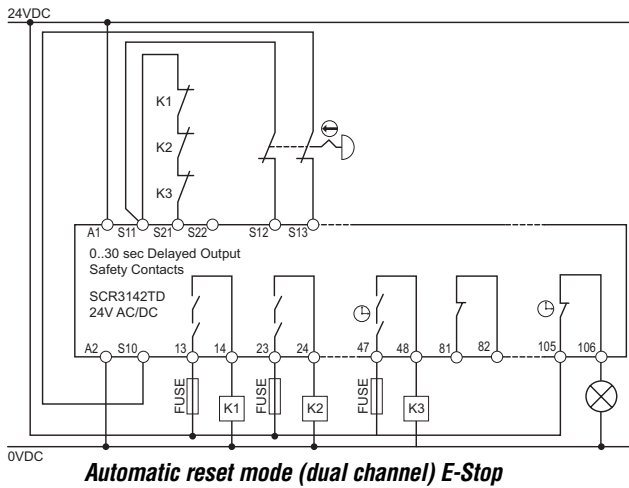 24VDC
K1
K2
K3
A1 S11 S21 S22 S12 S13
0..30 sec Delayed Output
Safety Contacts
SCR3142TD
24V AC/DC
A2 S10 13 14 23 24 47 48 81 82 105 106
FUSE K1 FUSE K2 FUSE K3
0VDC
Automatic reset mode (dual channel) E-Stop